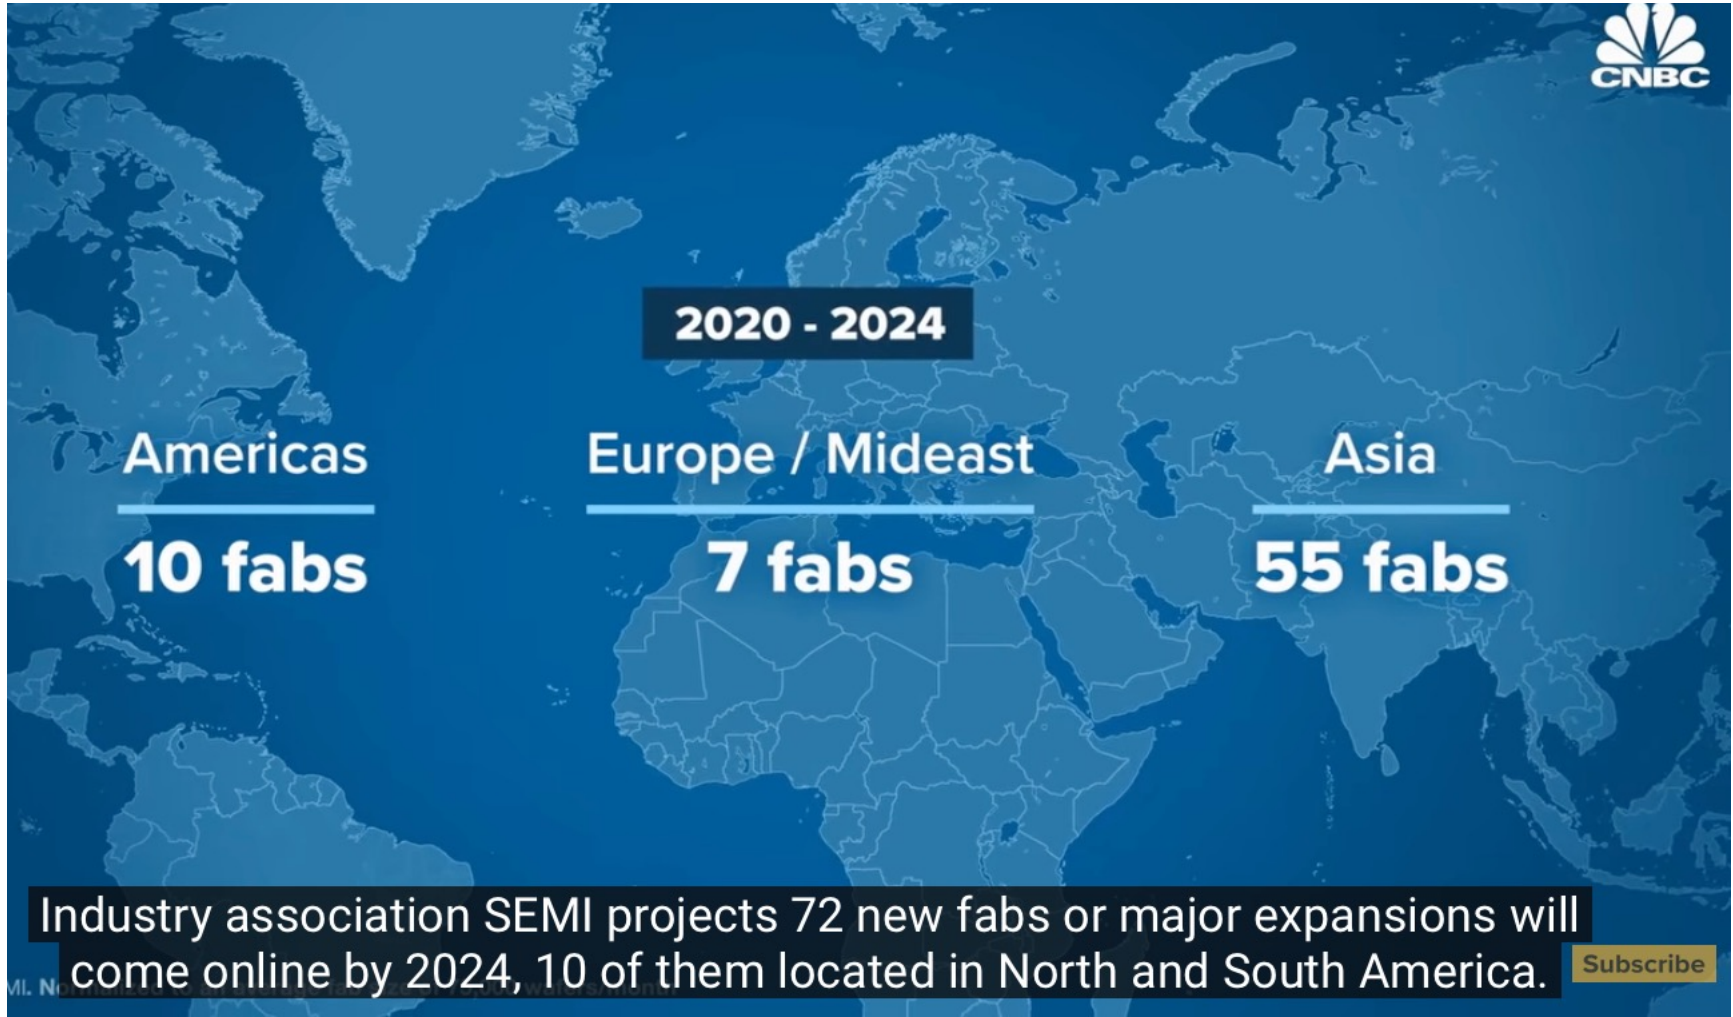 CNBC
2020 - 2024
Americas
Europe / Mideast
Asia
10 fabs
7 fabs
55 fabs
Industry association SEMI projects 72 new fabs or major expansions will
come online by 2024, 10 of them located in North and South America.
Subscribe